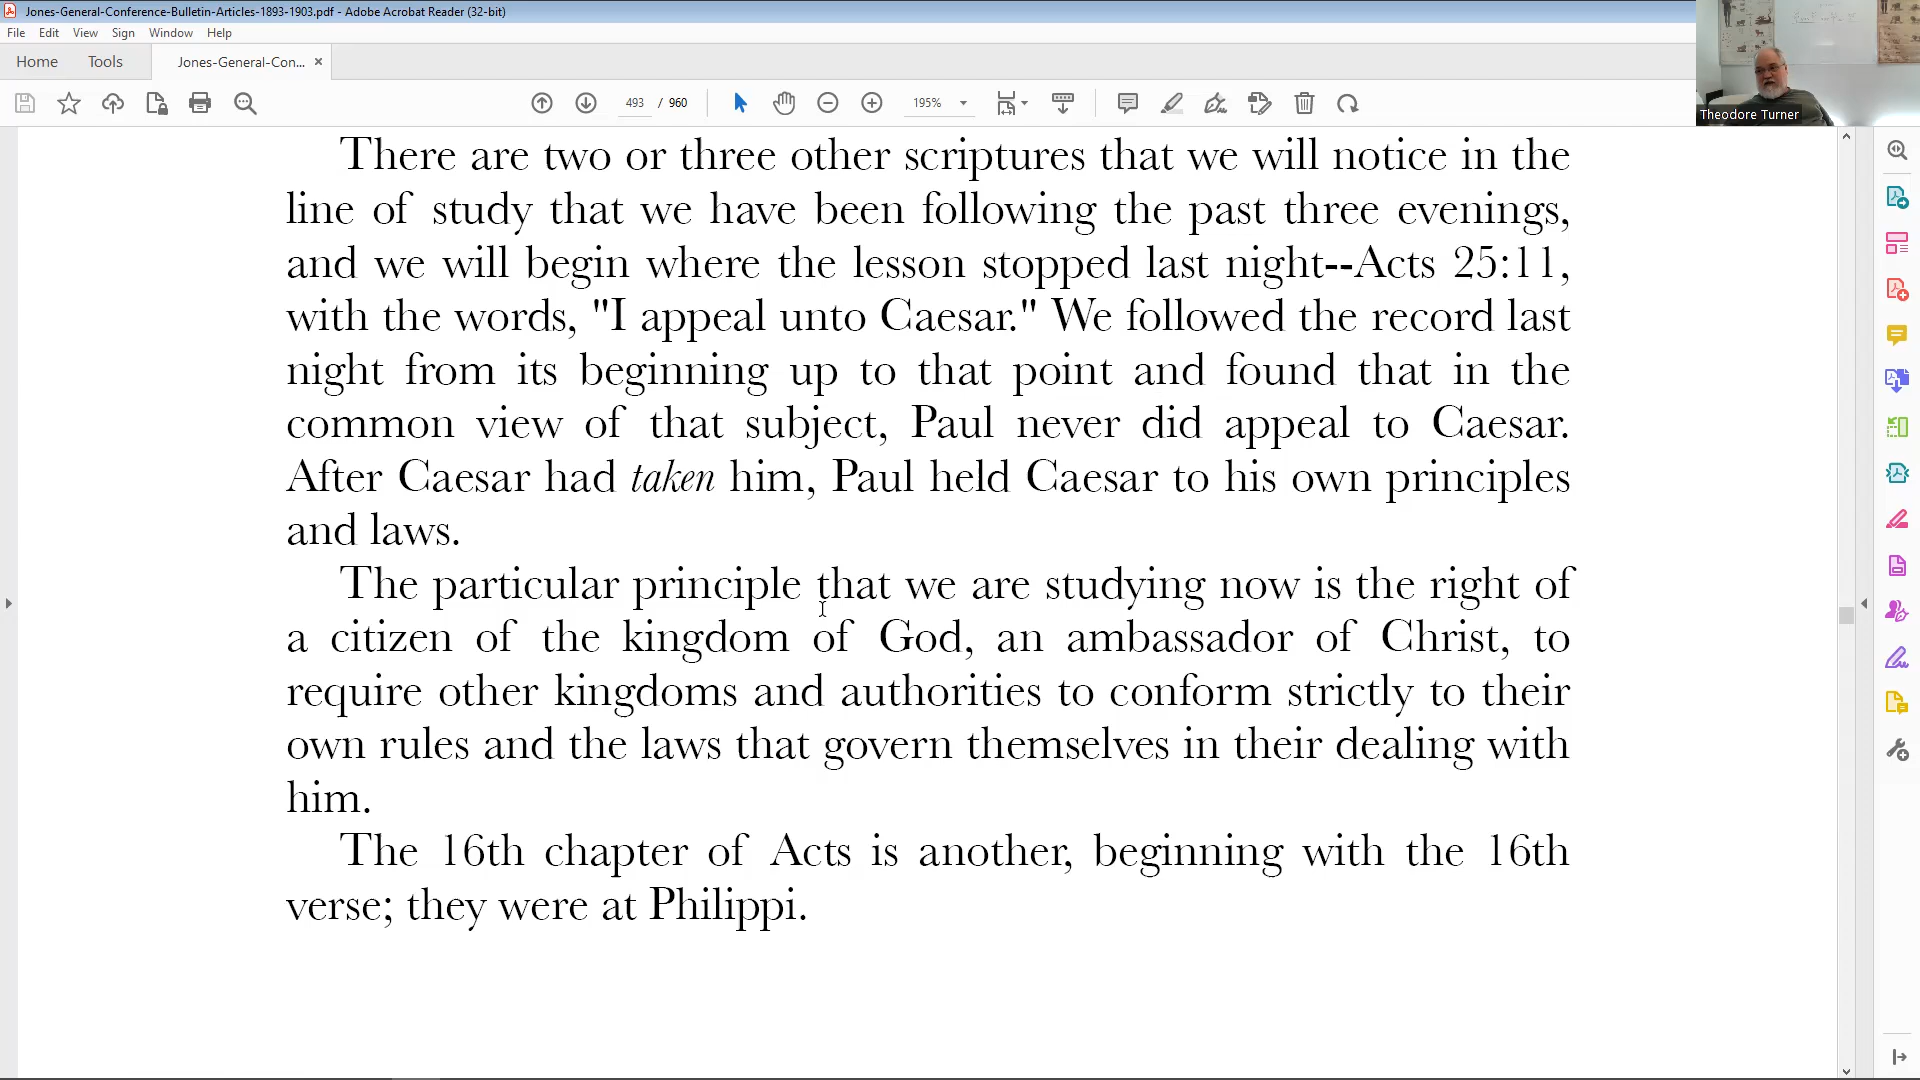 Jones-General-Conference-Bulletin-Articles-1893-1903.pdf - Adobe Acrobat Reader (32-bit)
File Edit View Sign Window Help
Home Tools Jones-General-Con... ×
493 / 960 195%
Theodore Turner
There are two or three other scriptures that we will notice in the
line of study that we have been following the past three evenings,
and we will begin where the lesson stopped last night--Acts 25:11,
with the words, "I appeal unto Caesar." We followed the record last
night from its beginning up to that point and found that in the
common view of that subject, Paul never did appeal to Caesar.
After Caesar had taken him, Paul held Caesar to his own principles
and laws.
The particular principle that we are studying now is the right of
a citizen of the kingdom of God, an ambassador of Christ, to
require other kingdoms and authorities to conform strictly to their
own rules and the laws that govern themselves in their dealing with
him.
The 16th chapter of Acts is another, beginning with the 16th
verse; they were at Philippi.